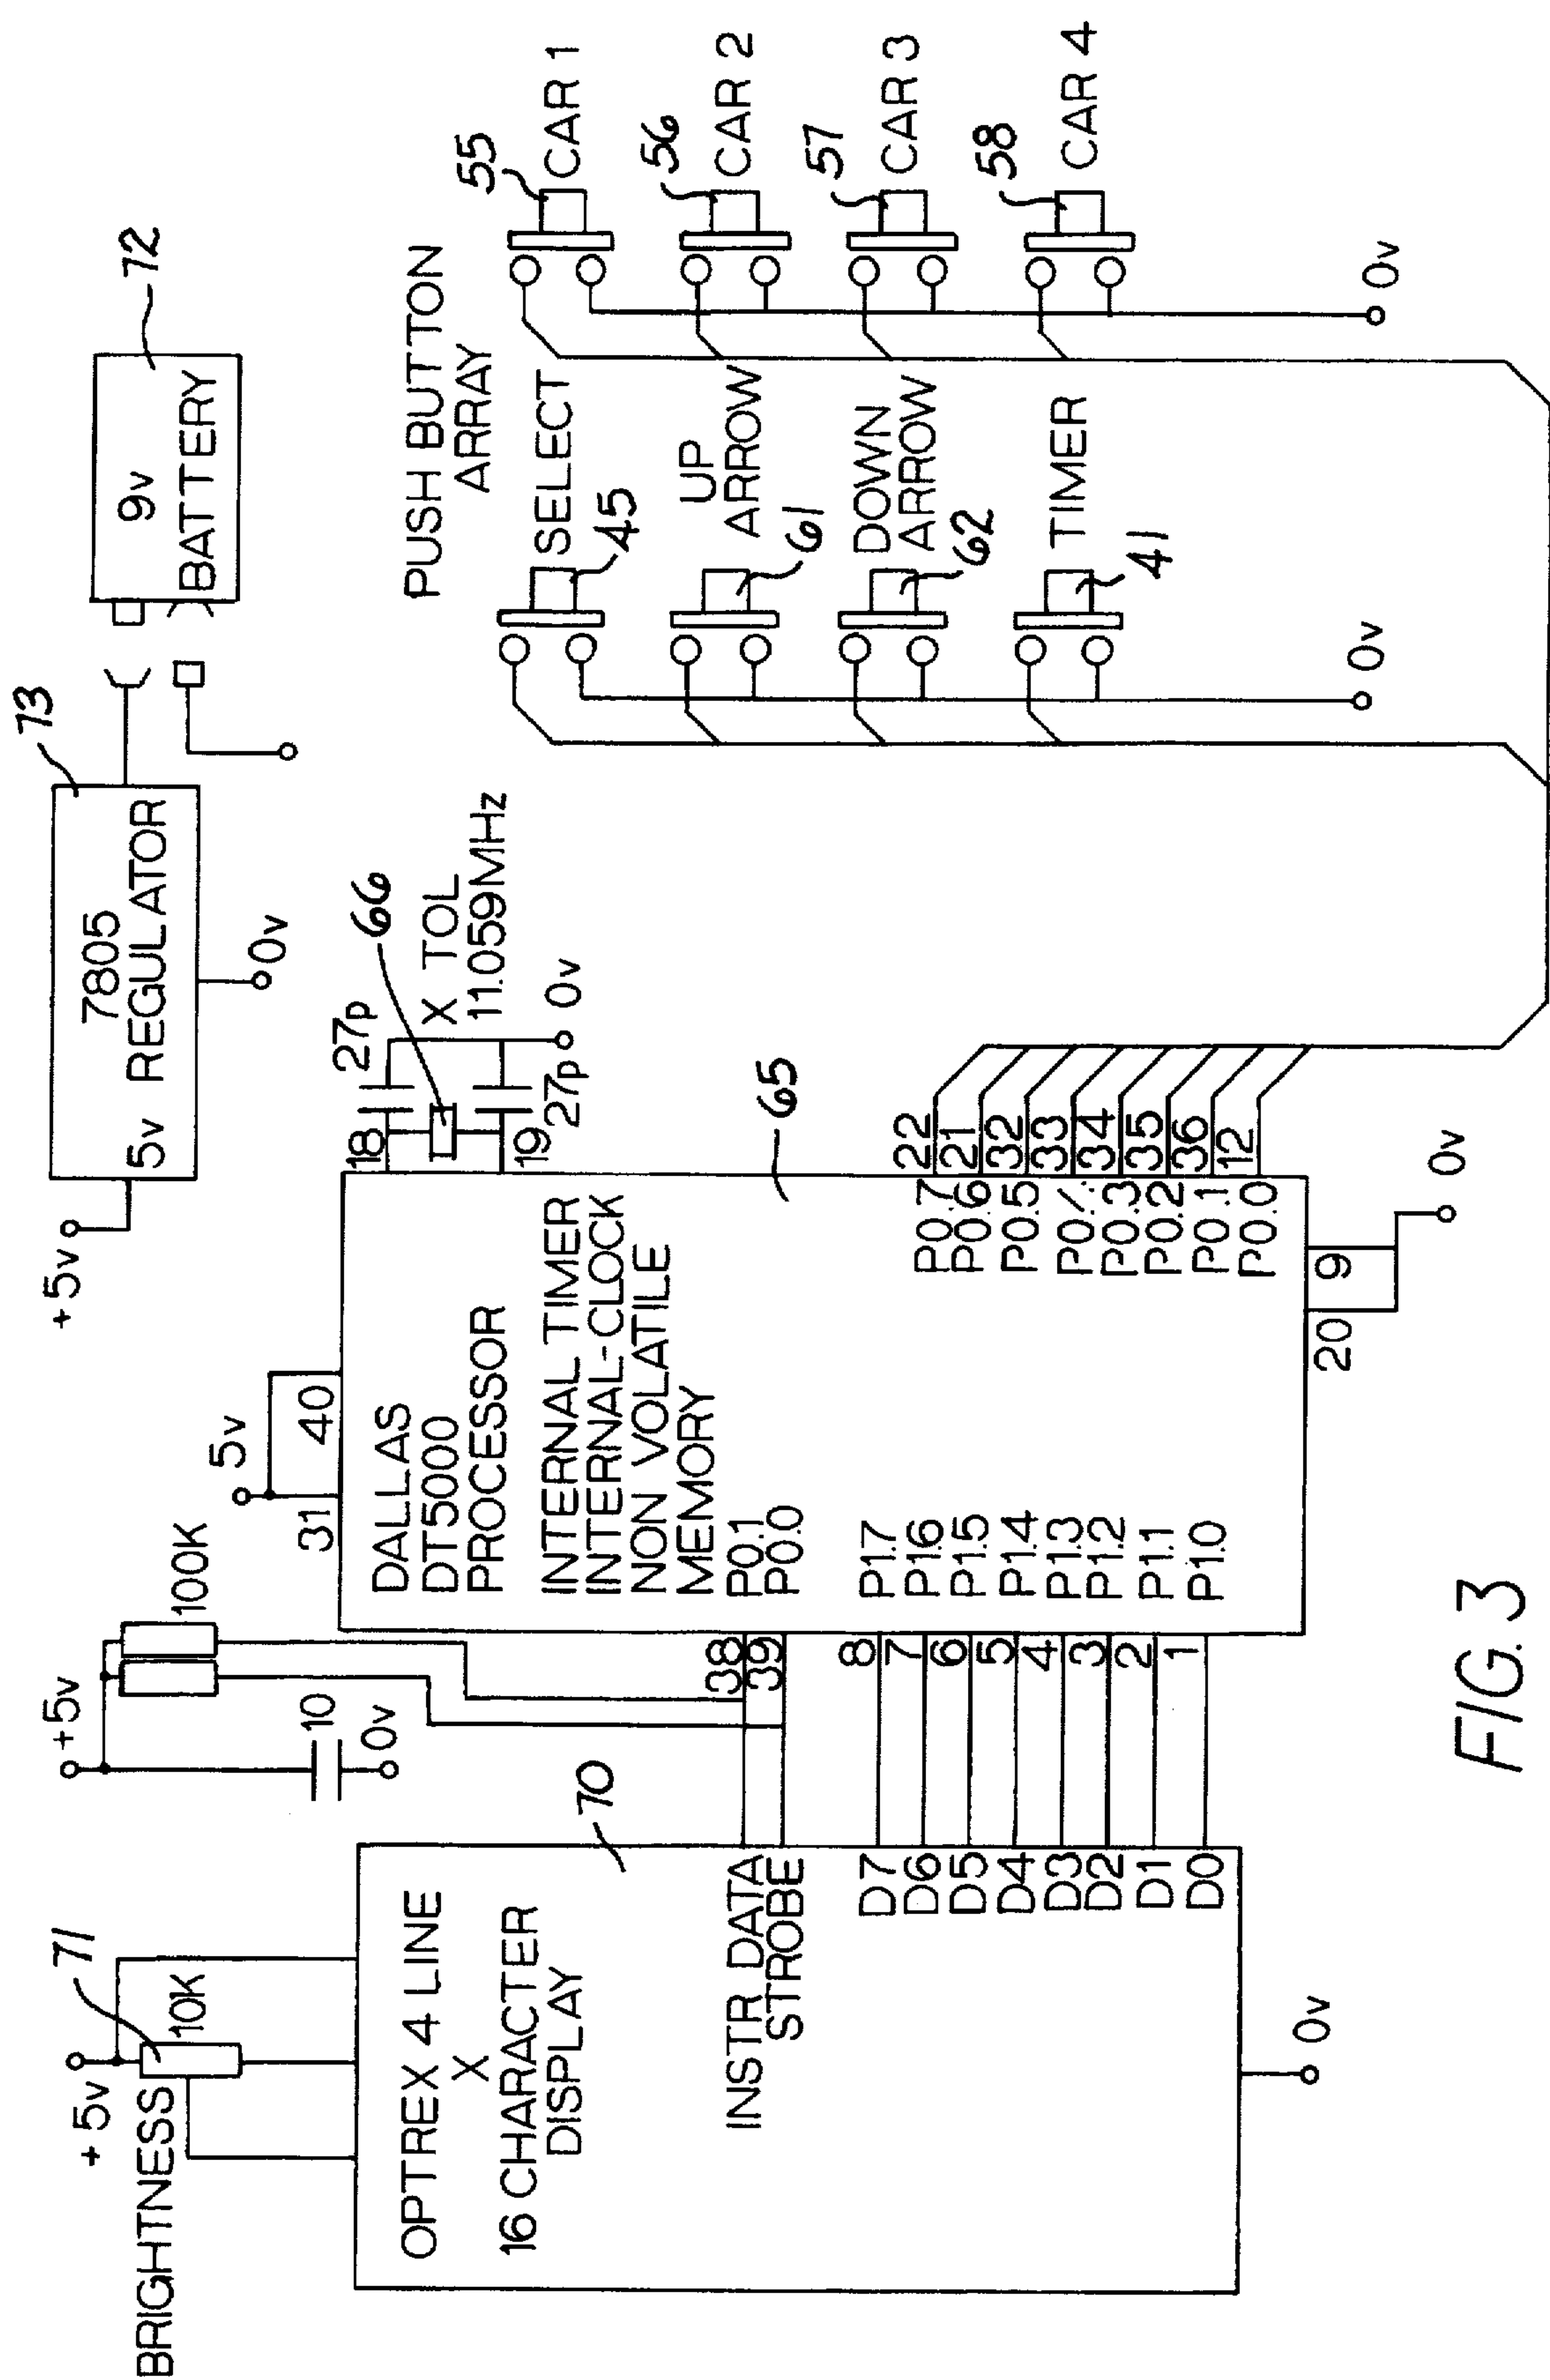 BRIGHTNESS
+5v
10K
71
OPTREX 4 LINE
X
16 CHARACTER
DISPLAY
70
INSTR DATA
STROBE
D7
D6
D5
D4
D3
D2
D1
D0
0v
+5v
10
0v
100K
38
39
8
7
6
5
4
3
2
1
5v
31
40
DALLAS
DT5000
PROCESSOR
INTERNAL TIMER
INTERNAL-CLOCK
NON VOLATILE
MEMORY
P0.1
P0.0
P1.7
P1.6
P1.5
P1.4
P1.3
P1.2
P1.1
P1.0
65
18
19
27p
27p
66
X TOL
11.059MHz
0v
P0.7
P0.6
P0.5
P0.3
P0.2
P0.1
P0.0
22
21
32
33
34
35
36
12
20
9
0v
+5v
7805
5v REGULATOR
73
0v
9v
BATTERY
72
PUSH BUTTON
ARRAY
SELECT
45
UP
ARROW
61
DOWN
ARROW
62
TIMER
41
0v
55
CAR 1
56
CAR 2
57
CAR 3
58
CAR 4
0v
FIG. 3